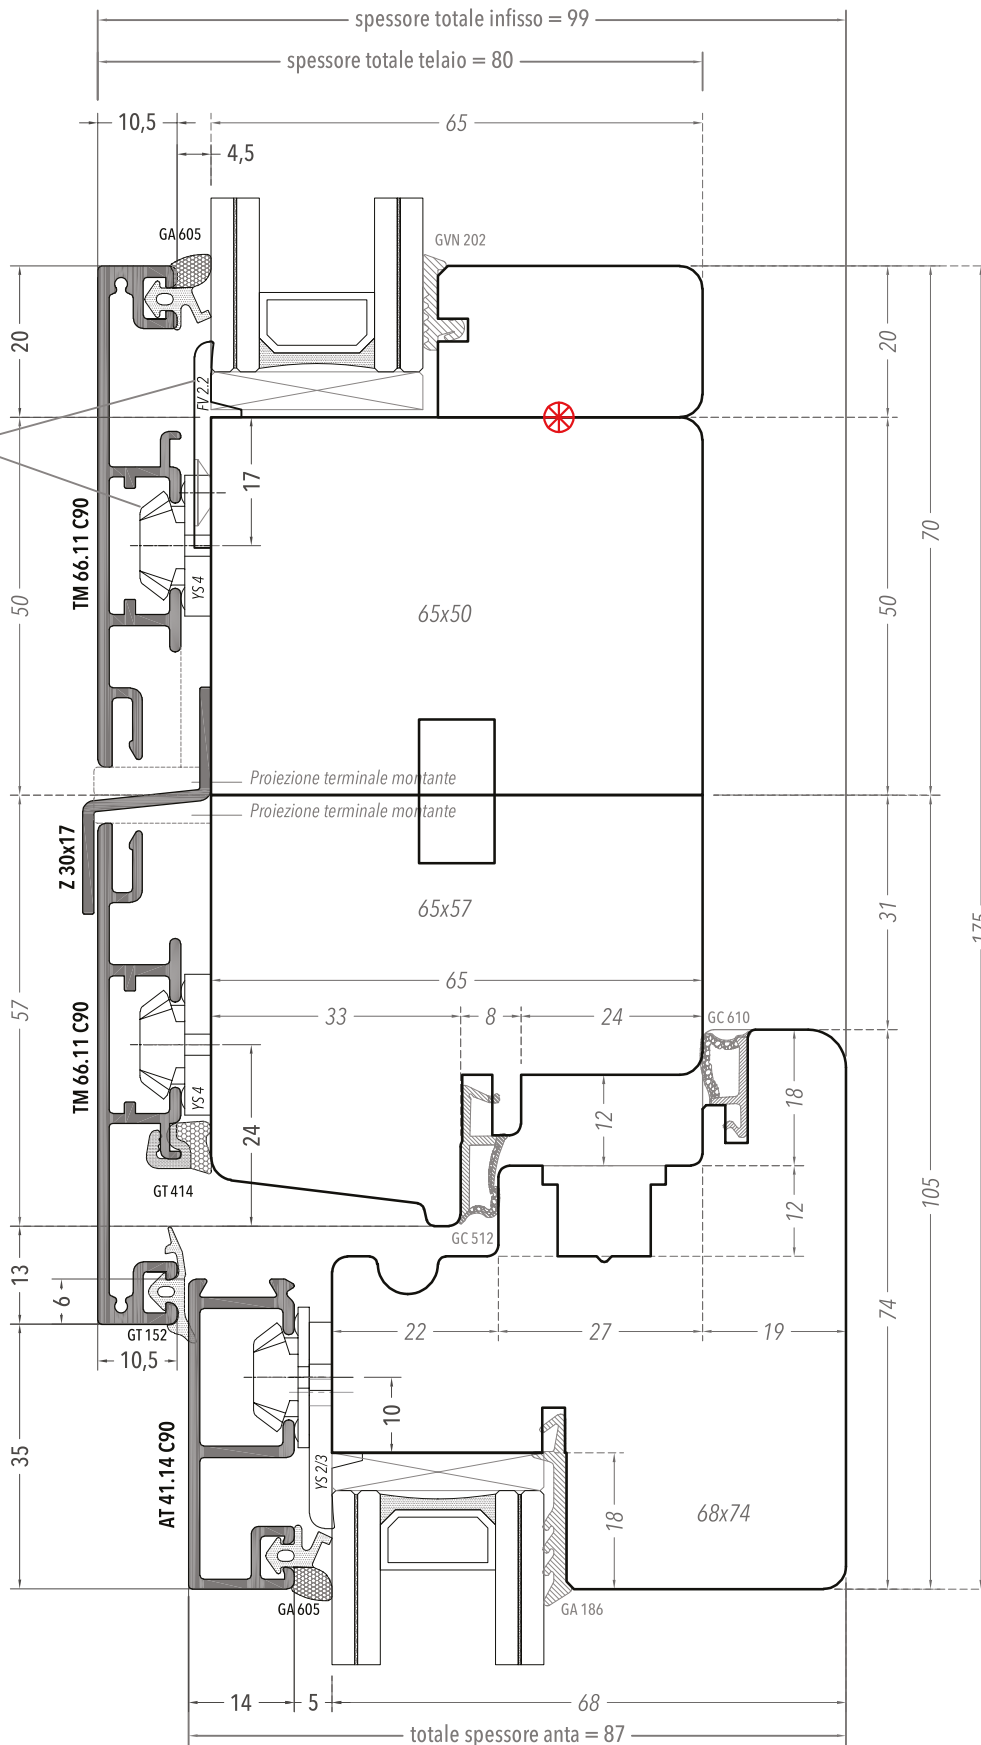 spessore totale infisso = 99
spessore totale telaio = 80
10,5
65
4,5
GA 605
GVN 202
20
20
FV 2.2
17
70
TM 66.11 C90
50
YS 4
65x50
50
Proiezione terminale montante
Proiezione terminale montante
Z 30x17
65x57
31
175
65
57
33
8
24
GC 610
TM 66.11 C90
YS 4
24
12
18
GT 414
105
12
GC 512
13
6
GT 152
22
27
19
74
10,5
10
35
AT 41.14 C90
YS 2/3
18
68x74
GA 605
GA 186
14
5
68
totale spessore anta = 87